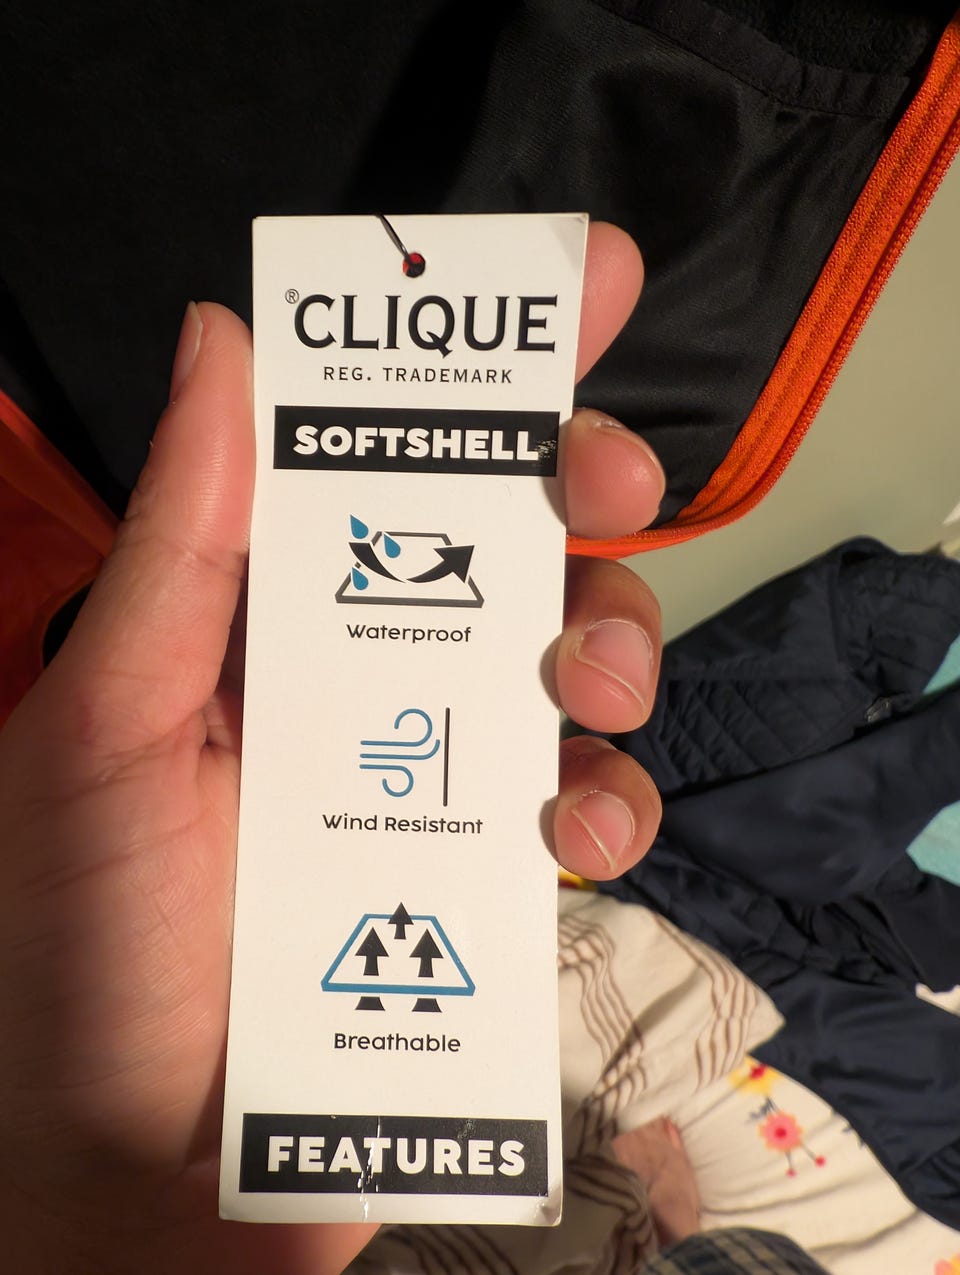 ®CLIQUE
REG. TRADEMARK
SOFTSHELL
Waterproof
Wind Resistant
Breathable
FEATURES